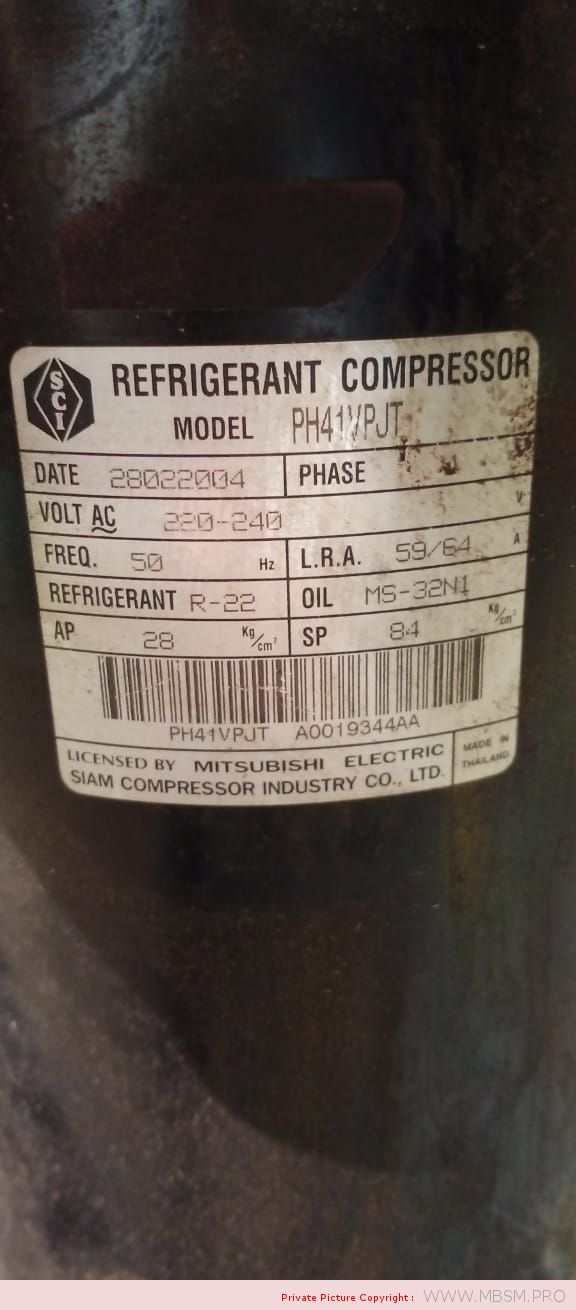 SCI
REFRIGERANT COMPRESSOR
MODEL PH41VPJT
DATE 28022004 PHASE
VOLT AC 220-240 V
FREQ. 50 Hz L.R.A. 59/64 A
REFRIGERANT R-22 OIL MS-32N1
AP 28 Kg/cm² SP 84 Kg/cm²
PH41VPJT A0019344AA
LICENSED BY MITSUBISHI ELECTRIC
SIAM COMPRESSOR INDUSTRY CO., LTD.
MADE IN
THAILAND
Private Picture Copyright : WWW.MBSM.PRO